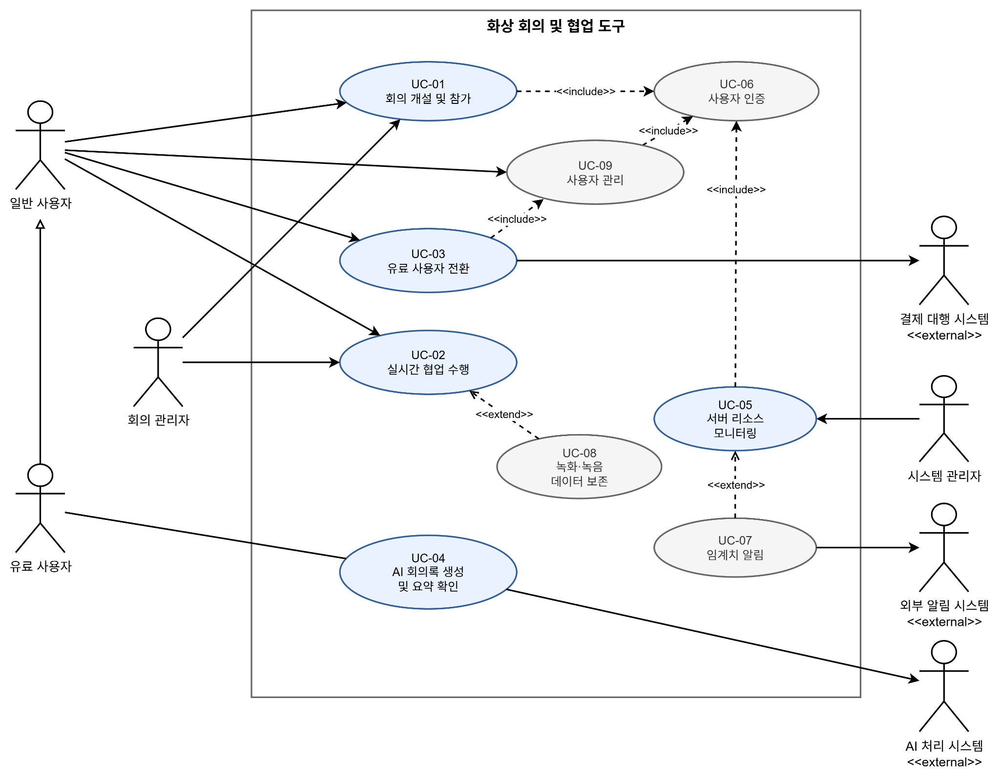 화상 회의 및 협업 도구
UC-01
회의 개설 및 참가
<<include>>
UC-06
사용자 인증
<<include>>
UC-09
사용자 관리
<<include>>
일반 사용자
<<include>>
UC-03
유료 사용자 전환
결제 대행 시스템
<<external>>
UC-02
실시간 협업 수행
회의 관리자
<<extend>>
UC-05
서버 리소스
모니터링
시스템 관리자
UC-08
녹화·녹음
데이터 보존
<<extend>>
UC-07
임계치 알림
유료 사용자
UC-04
AI 회의록 생성
및 요약 확인
외부 알림 시스템
<<external>>
AI 처리 시스템
<<external>>